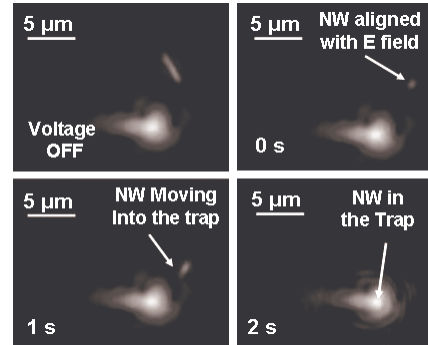 5 µm
Voltage
OFF
5 µm
NW aligned
with E field
0 s
5 µm
NW Moving
Into the trap
1 s
5 µm
NW in
the Trap
2 s